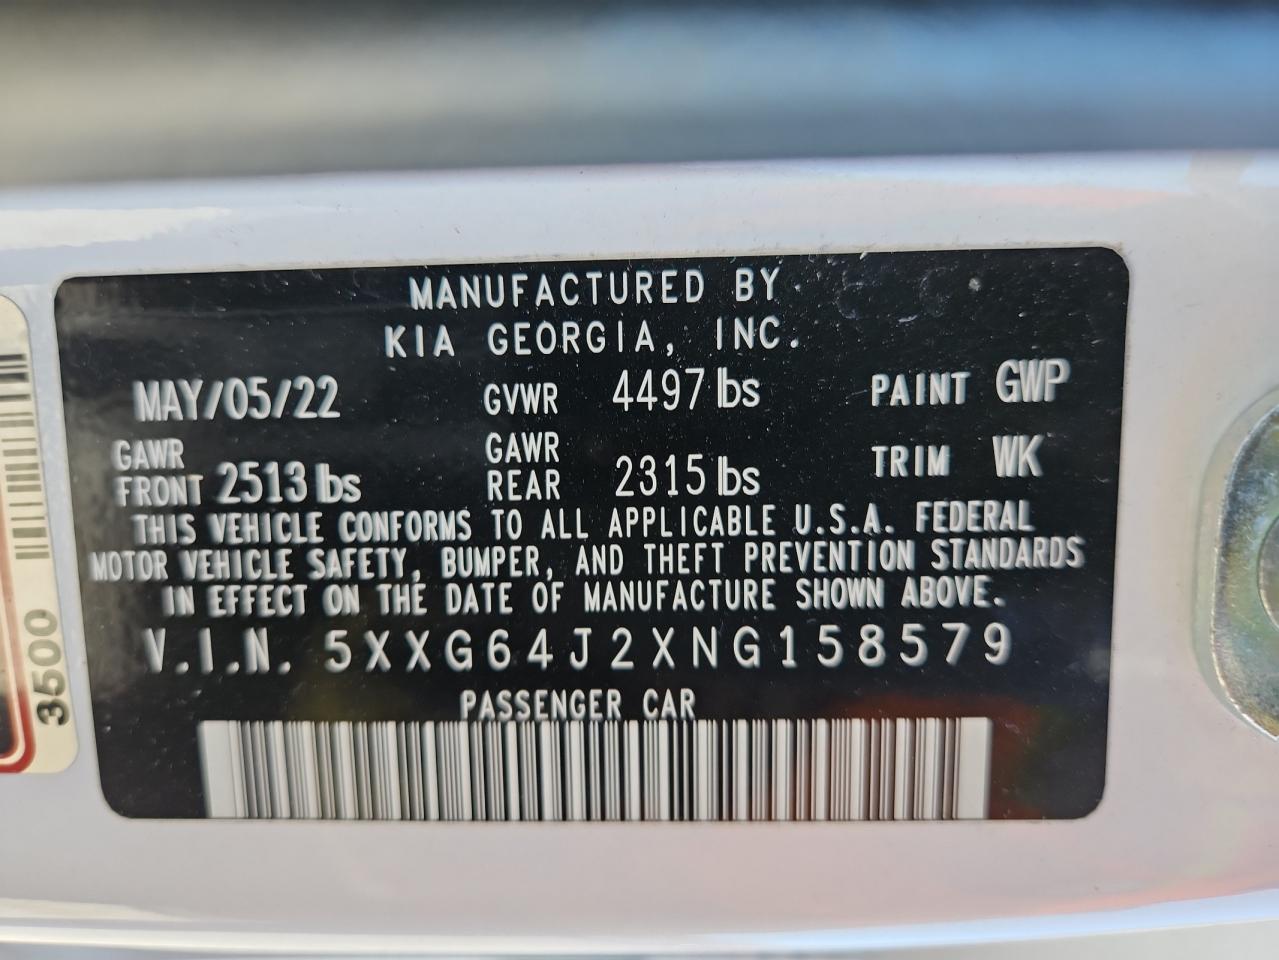 MANUFACTURED BY
KIA GEORGIA, INC.
MAY/05/22 GVWR 4497 lbs PAINT GWP
GAWR FRONT 2513 lbs GAWR REAR 2315 lbs TRIM WK
THIS VEHICLE CONFORMS TO ALL APPLICABLE U.S.A. FEDERAL
MOTOR VEHICLE SAFETY, BUMPER, AND THEFT PREVENTION STANDARDS
IN EFFECT ON THE DATE OF MANUFACTURE SHOWN ABOVE.
V.I.N. 5XXG64J2XNG158579
PASSENGER CAR
3500